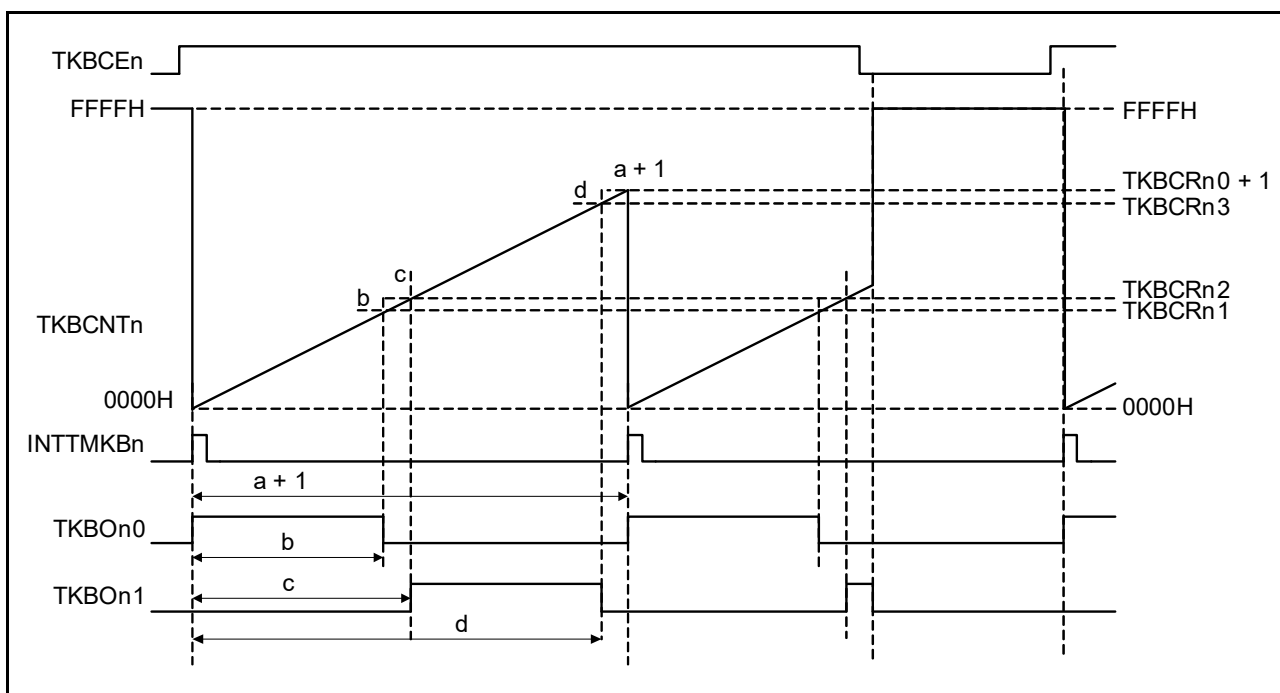 TKBCEn
FFFFH
FFFFH
a + 1
TKBCRn0 + 1
d
TKBCRn3
c
b
TKBCRn2
TKBCRn1
TKBCNTn
0000H
0000H
INTTMKBn
a + 1
TKBOn0
b
c
TKBOn1
d